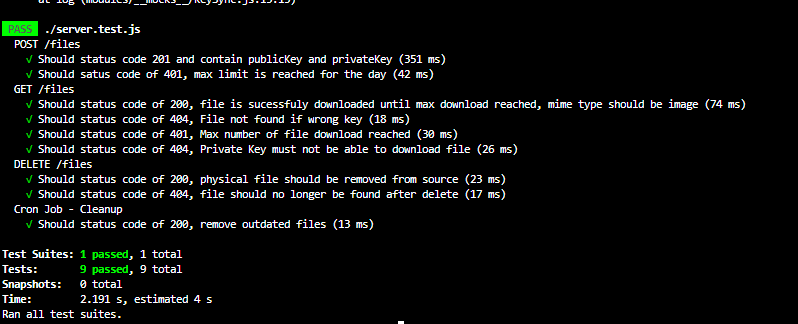 at log (modules/__mocks__/keySync.js:15:15)
PASS ./server.test.js
POST /files
√ Should status code 201 and contain publicKey and privateKey (351 ms)
√ Should satus code of 401, max limit is reached for the day (42 ms)
GET /files
√ Should status code of 200, file is sucessfuly downloaded until max download reached, mime type should be image (74 ms)
√ Should status code of 404, File not found if wrong key (18 ms)
√ Should status code of 401, Max number of file download reached (30 ms)
√ Should status code of 404, Private Key must not be able to download file (26 ms)
DELETE /files
√ Should status code of 200, physical file should be removed from source (23 ms)
√ Should status code of 404, file should no longer be found after delete (17 ms)
Cron Job - Cleanup
√ Should status code of 200, remove outdated files (13 ms)
Test Suites: 1 passed, 1 total
Tests: 9 passed, 9 total
Snapshots: 0 total
Time: 2.191 s, estimated 4 s
Ran all test suites.